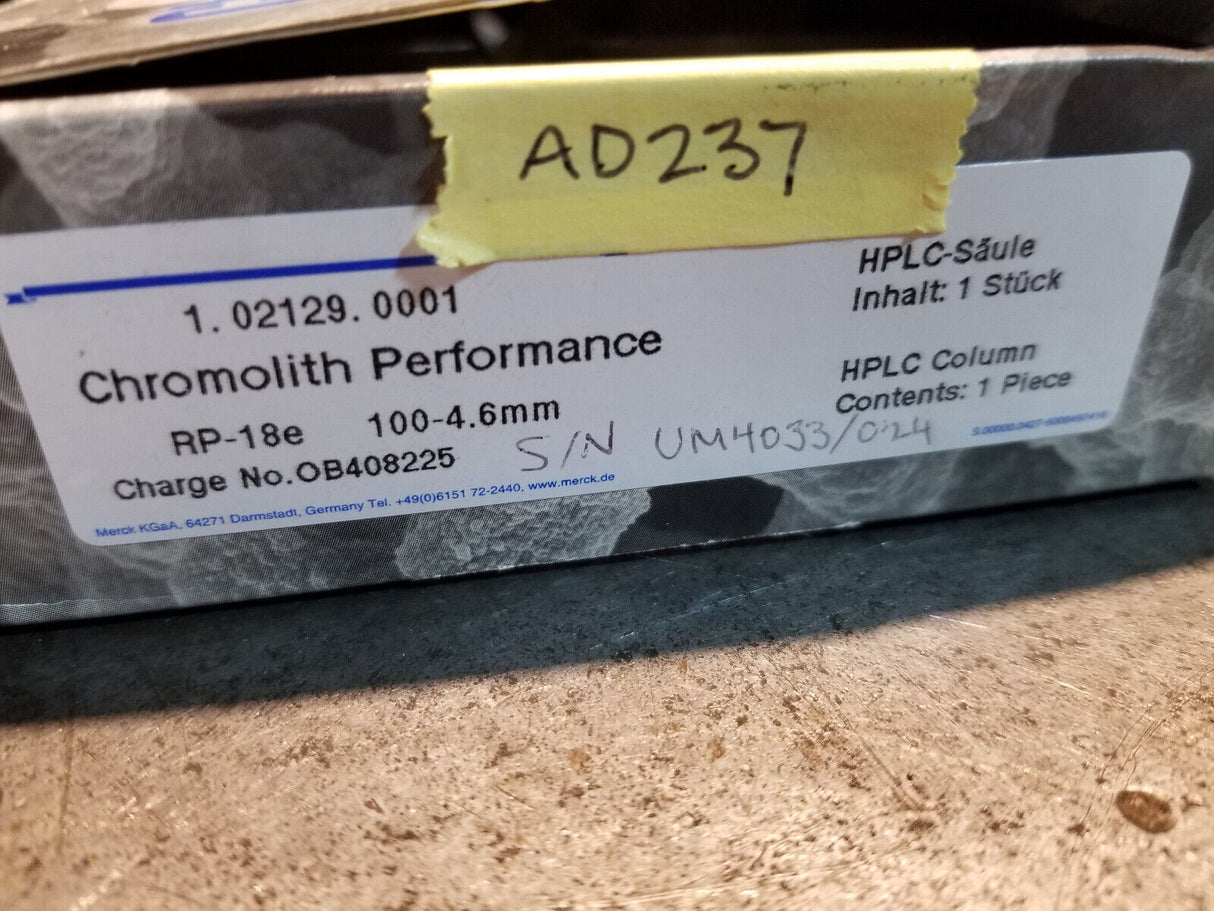 AD237
1.02129.0001
Chromolith Performance
RP-18e 100-4.6mm
Charge No.OB408225
S/N UM4033/024
Merck KGaA, 64271 Darmstadt, Germany Tel. +49(0)6151 72-2440, www.merck.de
HPLC-Säule
Inhalt: 1 Stück
HPLC Column
Contents: 1 Piece